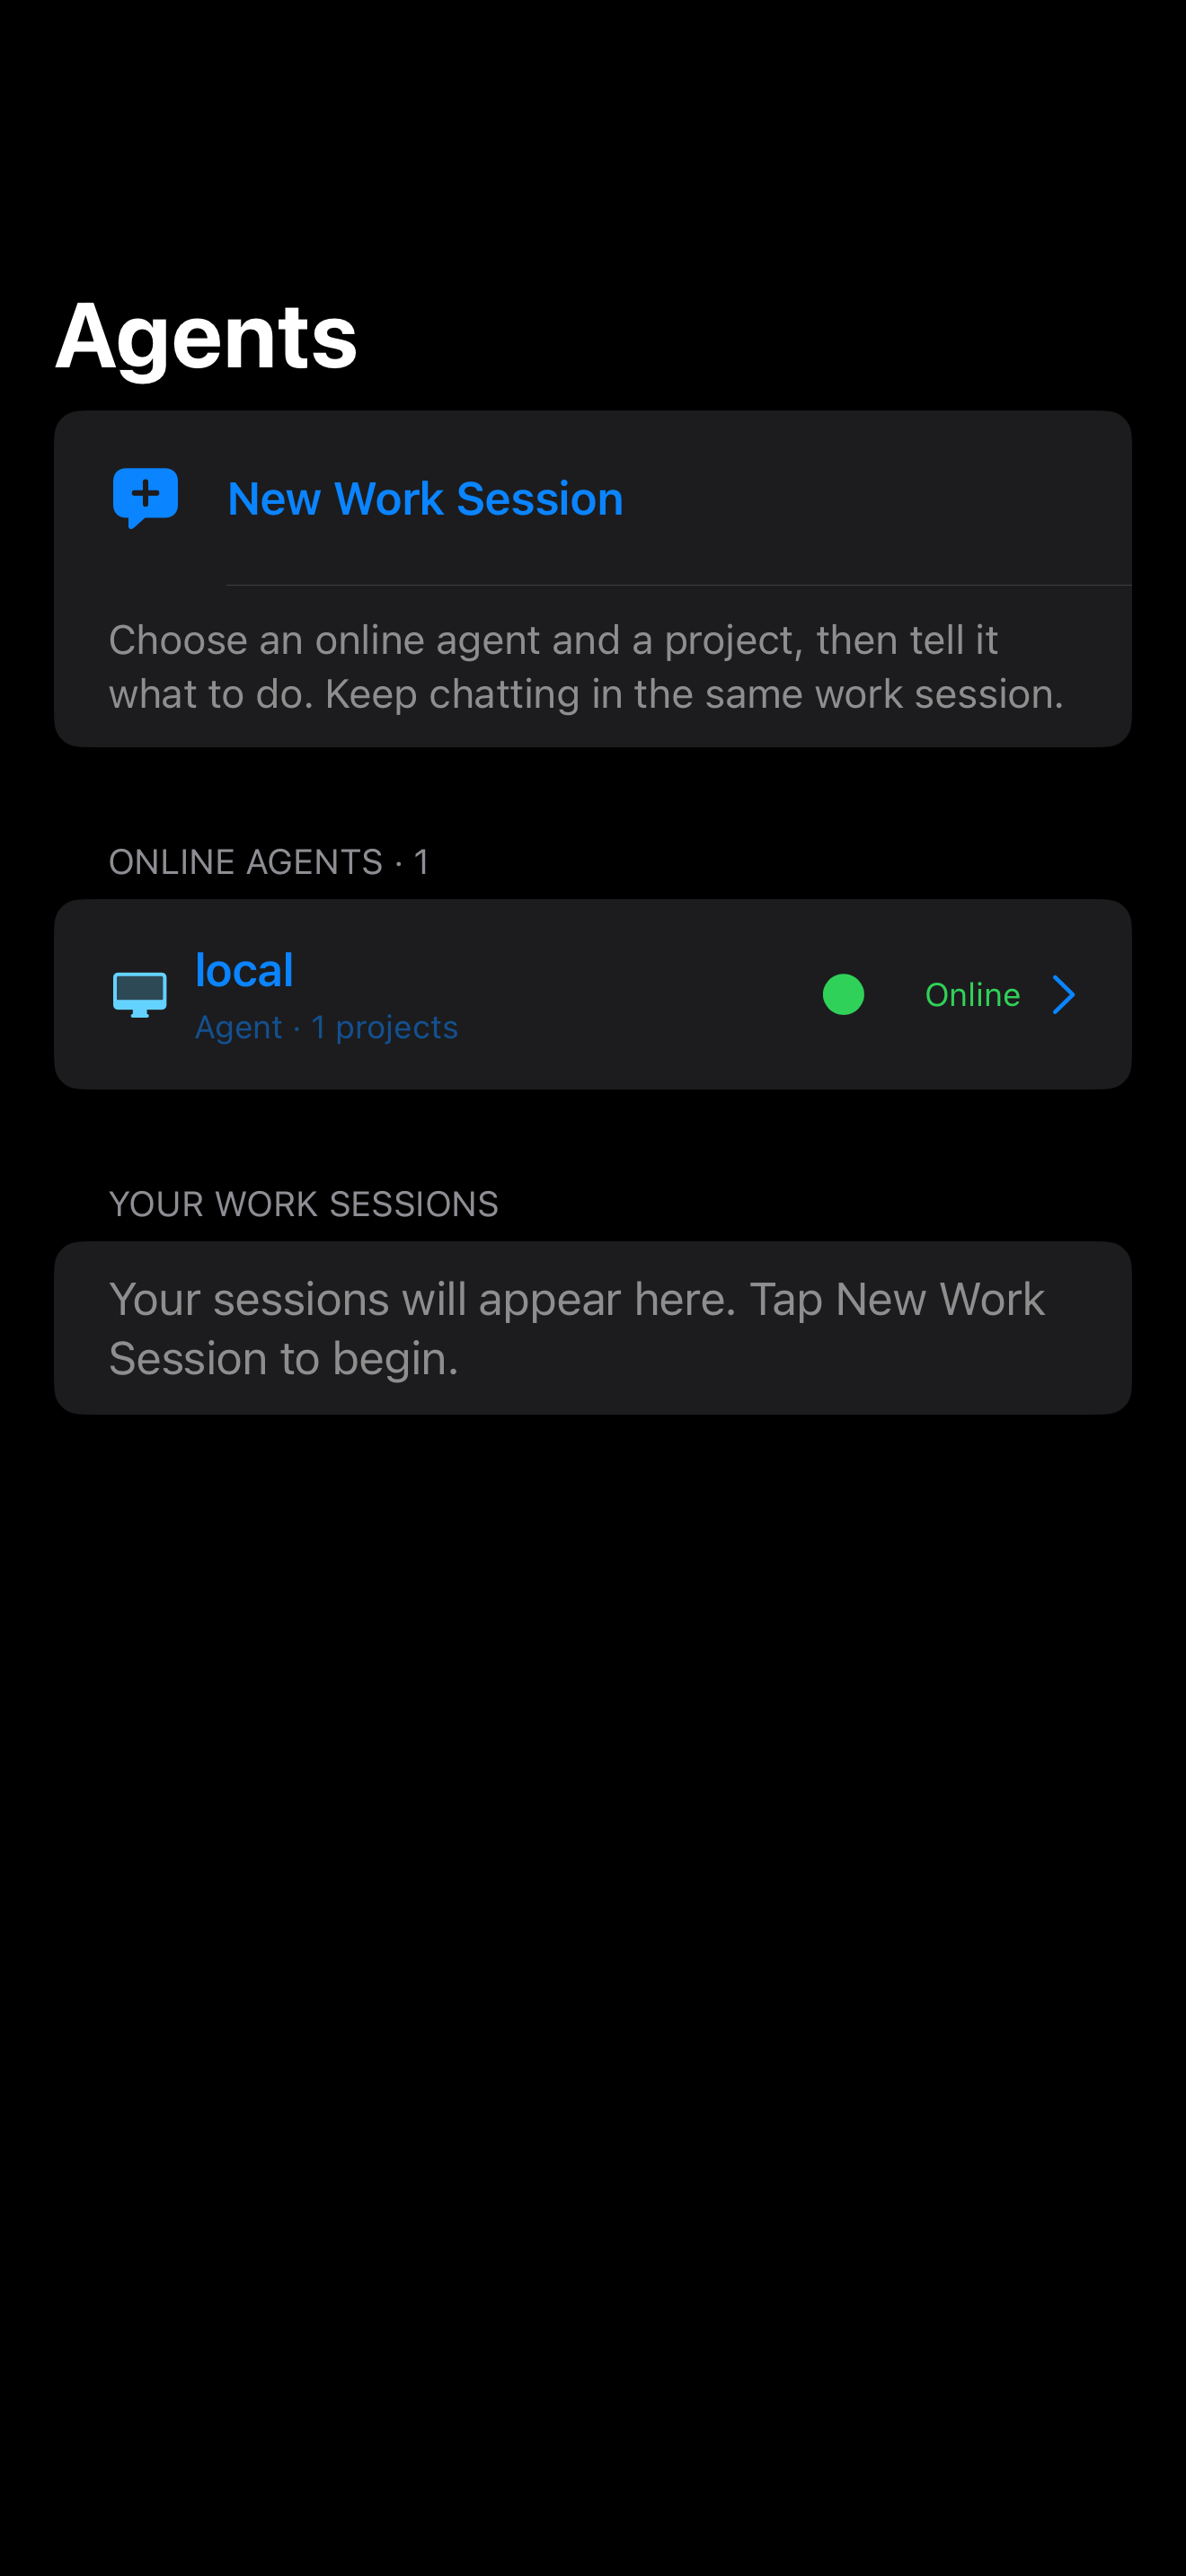 Agents
New Work Session
Choose an online agent and a project, then tell it
what to do. Keep chatting in the same work session.
ONLINE AGENTS · 1
local
Agent · 1 projects
Online
YOUR WORK SESSIONS
Your sessions will appear here. Tap New Work
Session to begin.